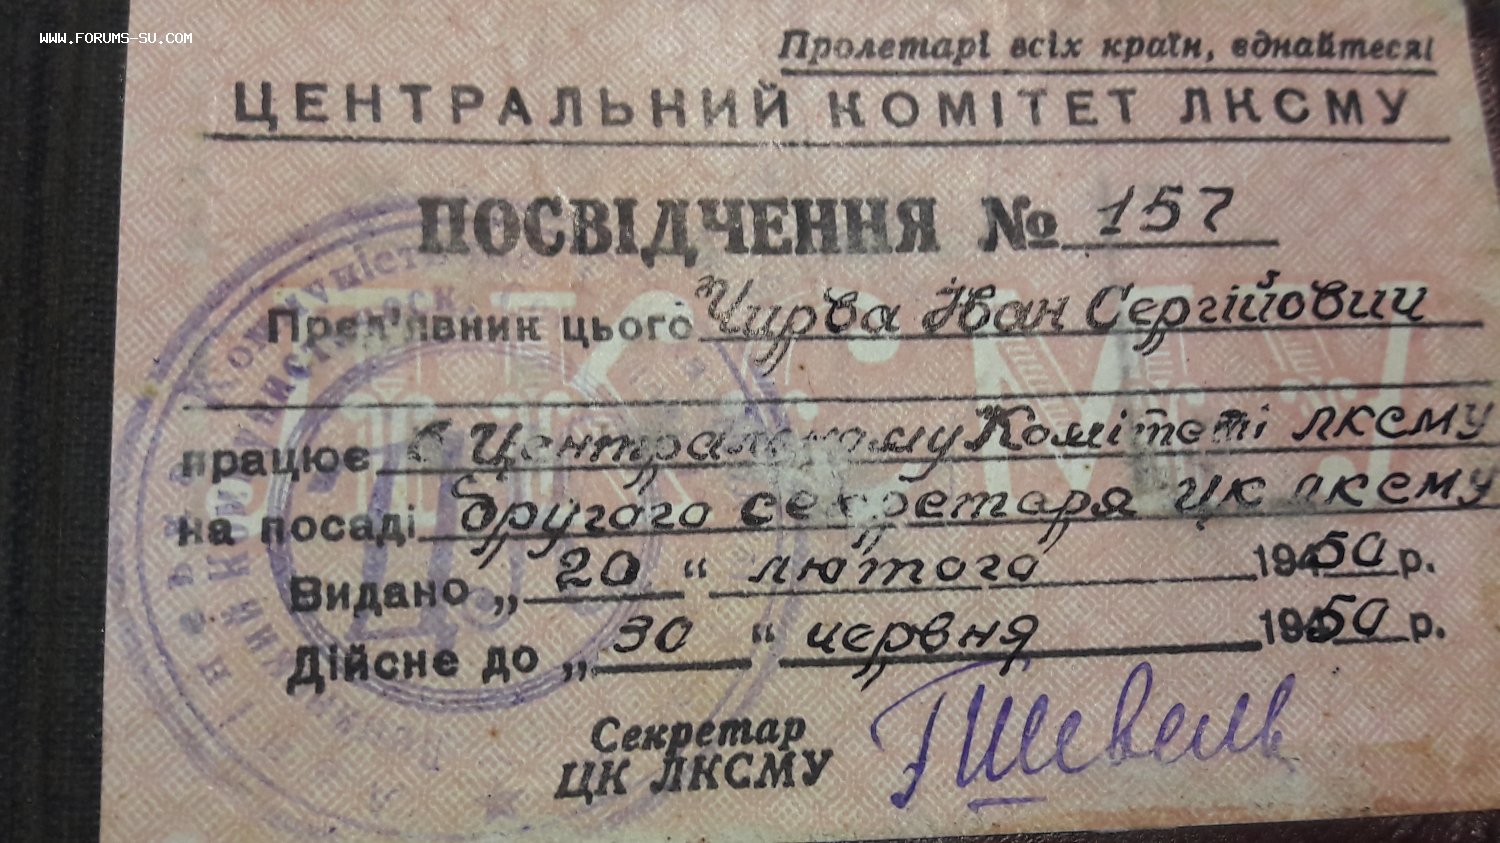 WWW.FORUMS-SU.COM
Пролетарі всіх країн, єднайтеся!
ЦЕНТРАЛЬНИЙ КОМІТЕТ ЛКСМУ
ПОСВІДЧЕННЯ № 157
Пред'явник цього Чирва Іван Сергійович
працює в Центральному Комітеті ЛКСМУ
на посаді другого секретаря ЦК ЛКСМУ
Видано „ 20 “ лютого 1950 р.
Дійсне до „ 30 “ червня 1950 р.
Секретар
ЦК ЛКСМУ
ГШевель